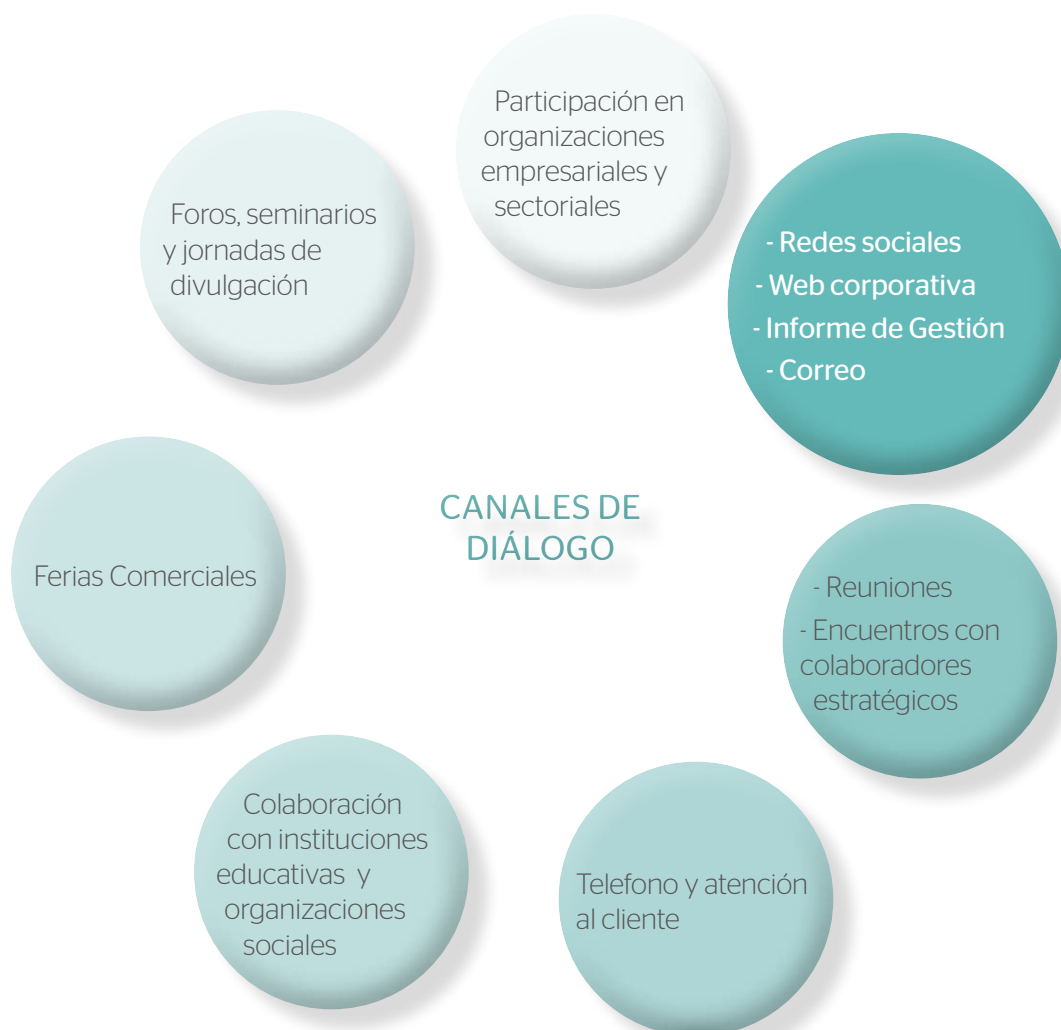 Participación en
organizaciones
empresariales y
sectoriales
Foros, seminarios
y jornadas de
divulgación
- Redes sociales
- Web corporativa
- Informe de Gestión
- Correo
CANALES DE
DIÁLOGO
Ferias Comerciales
- Reuniones
- Encuentros con
colaboradores
estratégicos
Colaboración
con instituciones
educativas y
organizaciones
sociales
Telefono y atención
al cliente